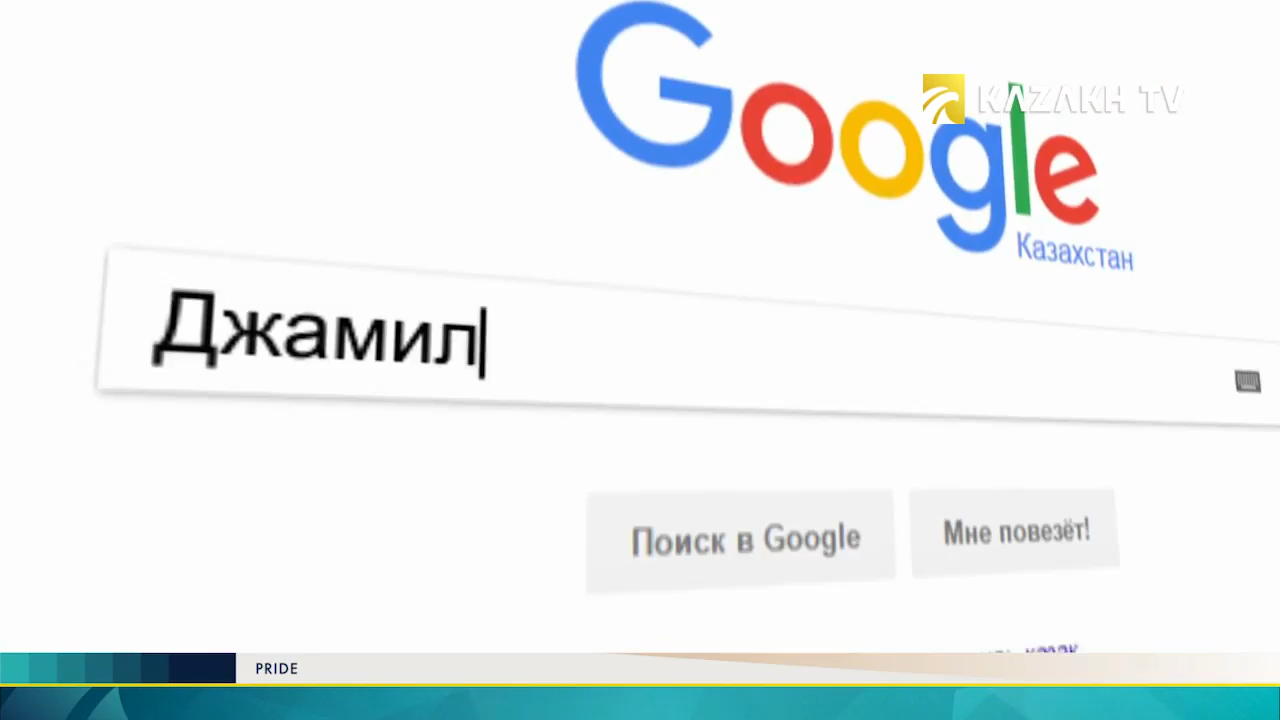 Google
KAZAKH TV
Казахстан
Джамил
Поиск в Google
Мне повезёт!
PRIDE